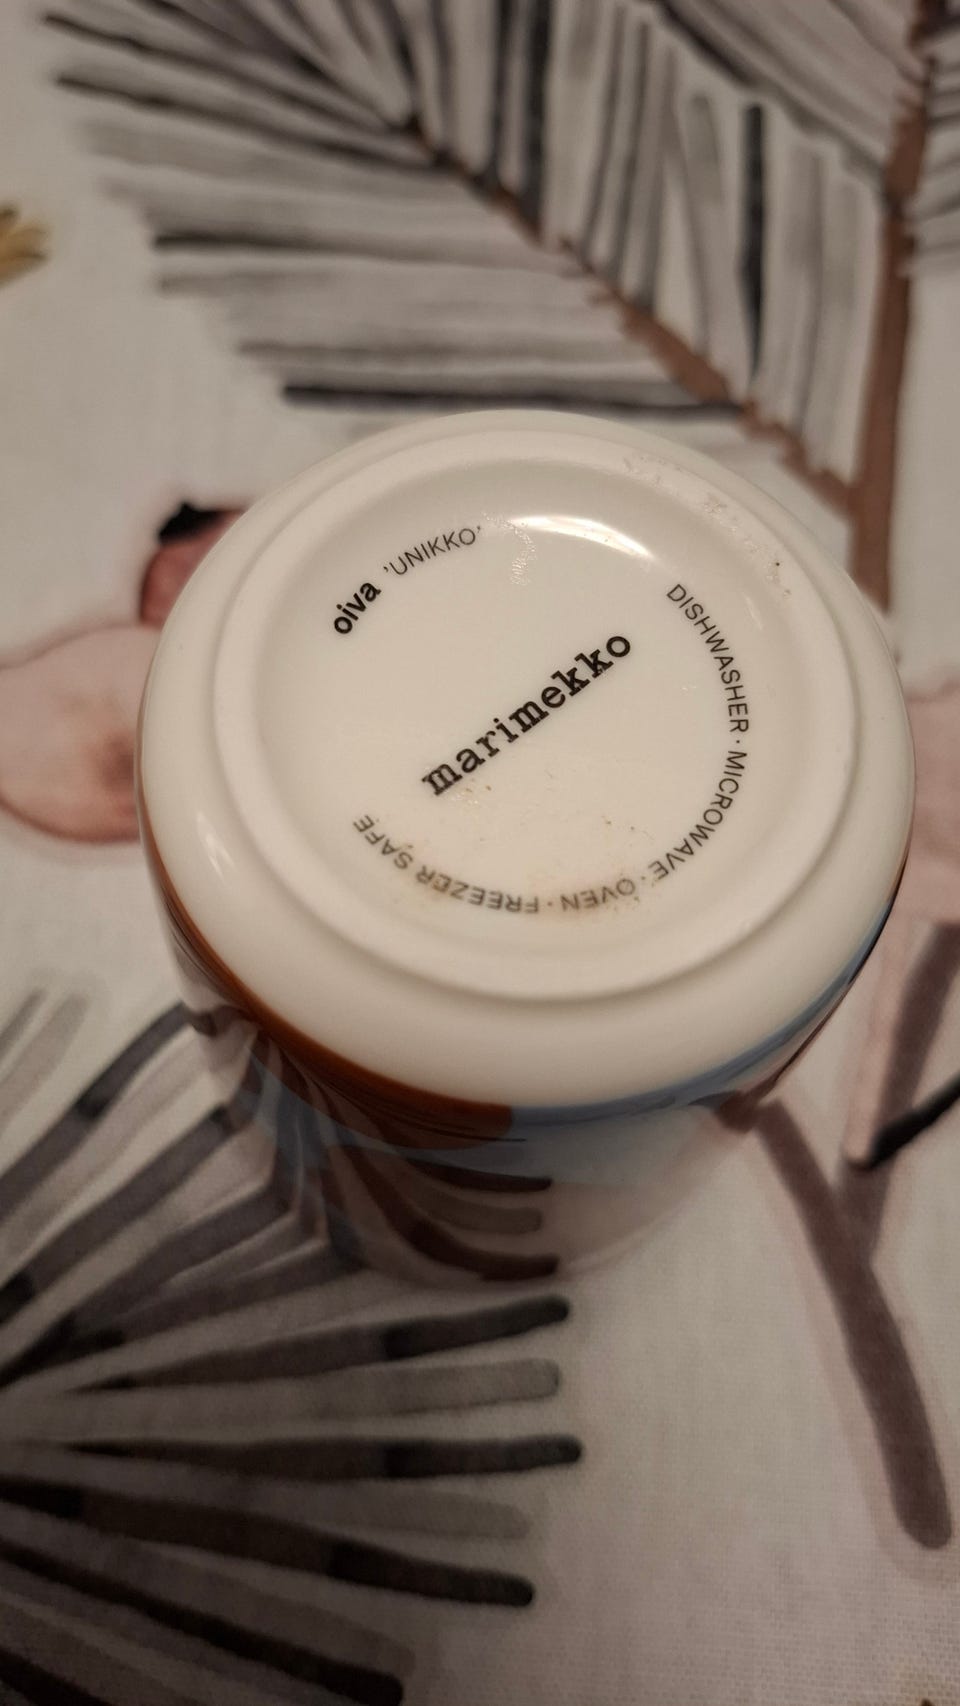 oiva 'UNIKKO'
marimekko
DISHWASHER · MICROWAVE · OVEN · FREEZER SAFE